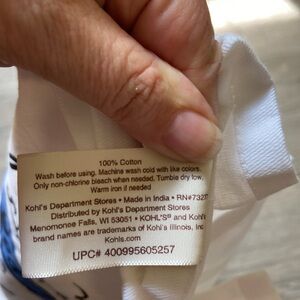 100% Cotton
Wash before using. Machine wash cold with like colors.
Only non-chlorine bleach when needed. Tumble dry low.
Warm iron if needed
Kohl's Department Stores • Made in India • RN#7323
Distributed by Kohl's Department Stores
Menomonee Falls, WI 53051 • KOHL'S® and Kohl's
brand names are trademarks of Kohl's Illinois, Inc
Kohls.com
UPC# 400995605257